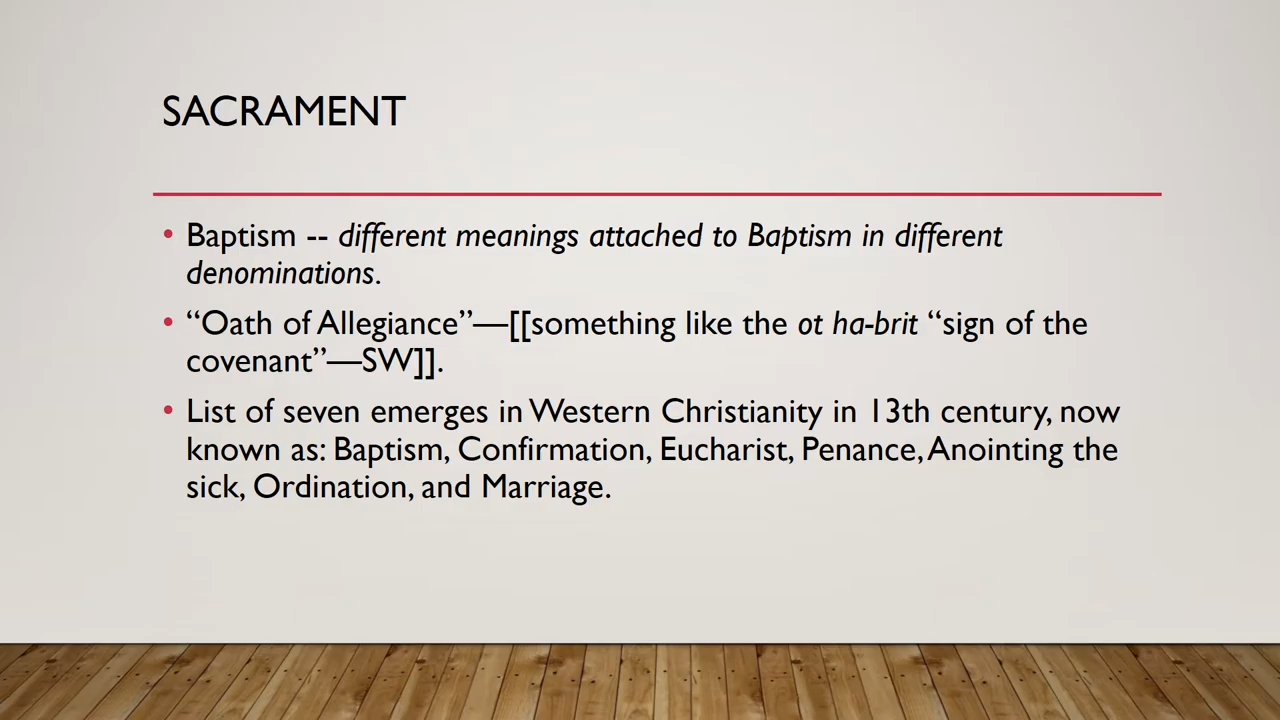 SACRAMENT
• Baptism -- different meanings attached to Baptism in different
denominations.
• “Oath of Allegiance”—[[something like the ot ha-brit “sign of the
covenant”—SW]].
• List of seven emerges in Western Christianity in 13th century, now
known as: Baptism, Confirmation, Eucharist, Penance, Anointing the
sick, Ordination, and Marriage.